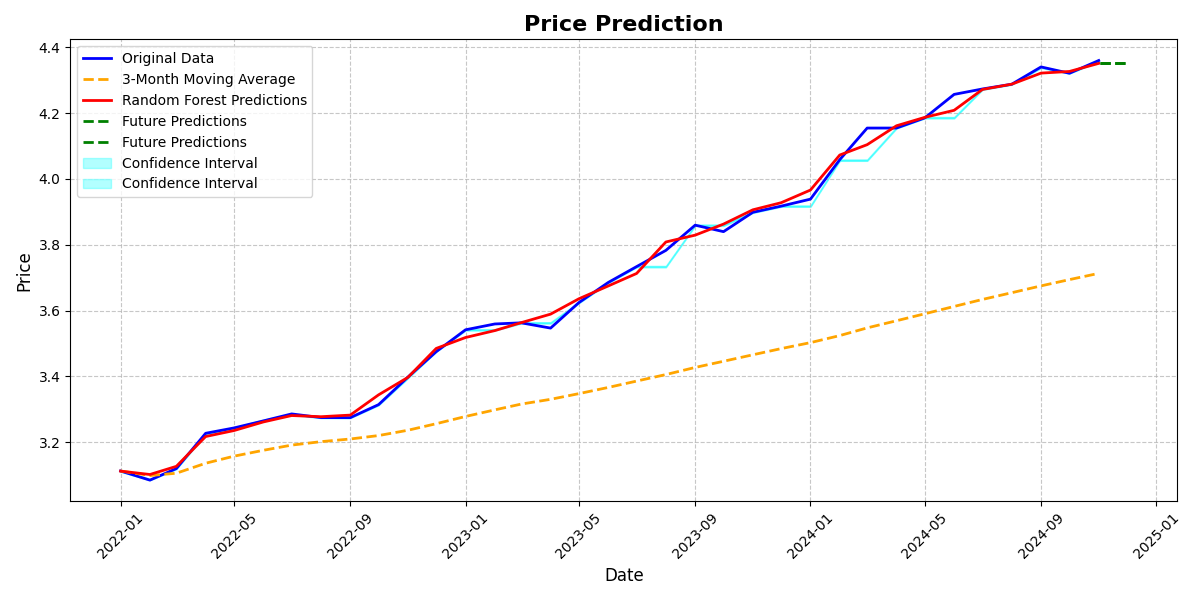 Price Prediction
4.4
4.2
4.0
3.8
3.6
3.4
3.2
Price
Original Data
3-Month Moving Average
Random Forest Predictions
Future Predictions
Future Predictions
Confidence Interval
Confidence Interval
2022-01
2022-05
2022-09
2023-01
2023-05
2023-09
2024-01
2024-05
2024-09
2025-01
Date